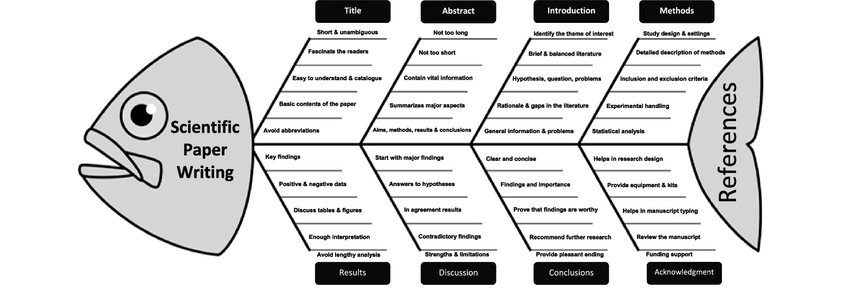 Title
Abstract
Introduction
Methods
Short & unambiguous
Fascinate the readers
Easy to understand & catalogue
Basic contents of the paper
Avoid abbreviations
Not too long
Not too short
Contain vital information
Summarizes major aspects
Aims, methods, results & conclusions
Identify the theme of interest
Brief & balanced literature
Hypothesis, question, problems
Rationale & gaps in the literature
General information & problems
Study design & settings
Detailed description of methods
Inclusion and exclusion criteria
Experimental handling
Statistical analysis
Scientific
Paper
Writing
References
Key findings
Positive & negative data
Discuss tables & figures
Enough interpretation
Avoid lengthy analysis
Start with major findings
Answers to hypotheses
In agreement results
Contradictory findings
Strengths & limitations
Clear and concise
Findings and importance
Prove that findings are worthy
Recommend further research
Provide pleasant ending
Helps in research design
Provide equipment & kits
Helps in manuscript typing
Review the manuscript
Funding support
Results
Discussion
Conclusions
Acknowledgment